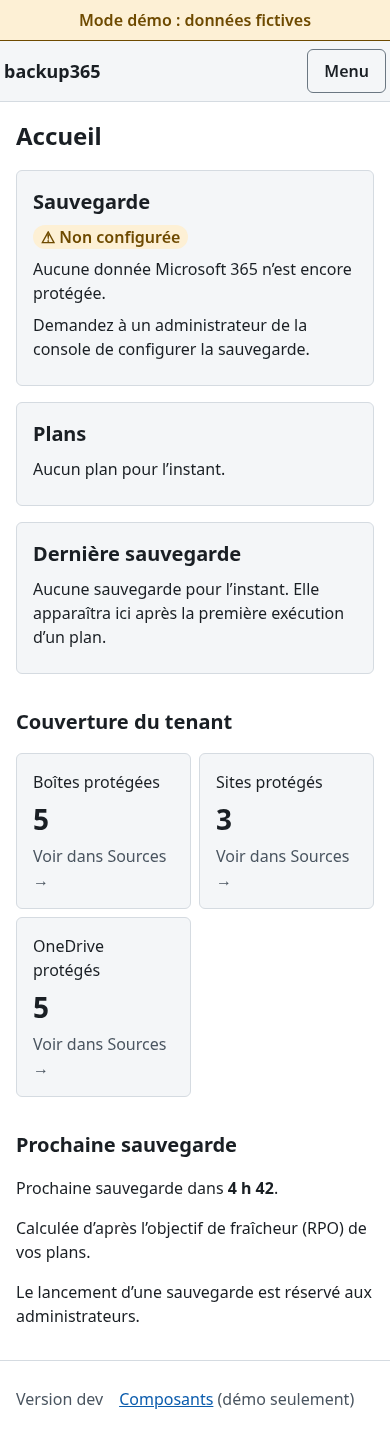 Mode démo : données fictives
backup365
Menu
Accueil
Sauvegarde
⚠ Non configurée
Aucune donnée Microsoft 365 n’est encore
protégée.
Demandez à un administrateur de la
console de configurer la sauvegarde.
Plans
Aucun plan pour l’instant.
Dernière sauvegarde
Aucune sauvegarde pour l’instant. Elle
apparaîtra ici après la première exécution
d’un plan.
Couverture du tenant
Boîtes protégées
5
Voir dans Sources
→
Sites protégés
3
Voir dans Sources
→
OneDrive
protégés
5
Voir dans Sources
→
Prochaine sauvegarde
Prochaine sauvegarde dans 4 h 42.
Calculée d’après l’objectif de fraîcheur (RPO) de
vos plans.
Le lancement d’une sauvegarde est réservé aux
administrateurs.
Version dev Composants (démo seulement)